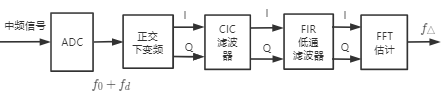 中频信号
ADC
f₀ + f_d
正交
下变频
I
Q
CIC
滤波
器
I
Q
FIR
低通
滤波器
I
Q
FFT
估计
f△